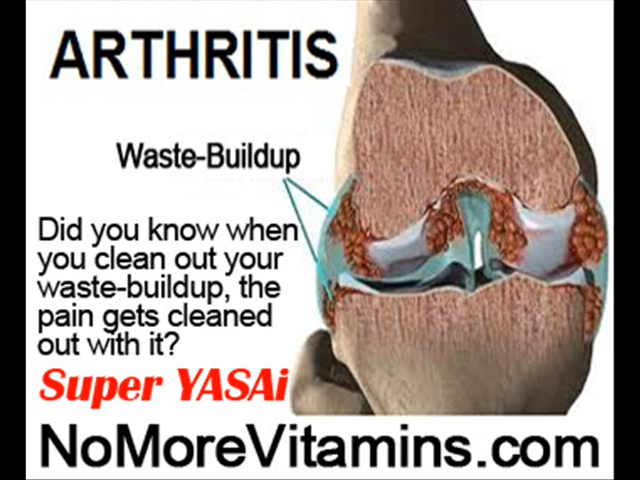 ARTHRITIS
Waste-Buildup
Did you know when
you clean out your
waste-buildup, the
pain gets cleaned
out with it?
Super YASAi
NoMoreVitamins.com